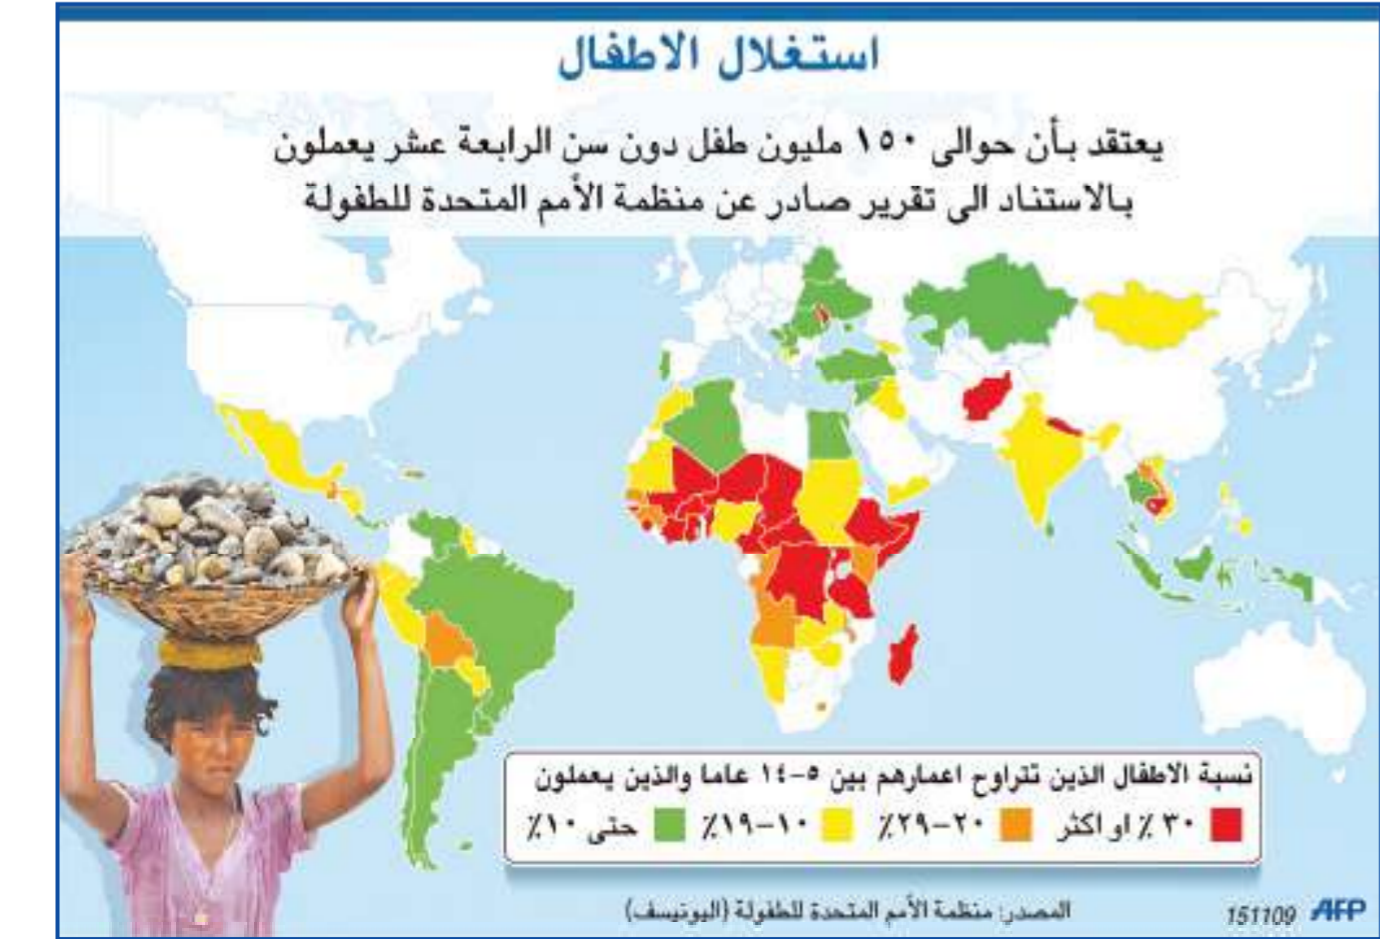 استغلال الاطفال
يعتقد بأن حوالى ١٥٠ مليون طفل دون سن الرابعة عشر يعملون
بالاستناد الى تقرير صادر عن منظمة الأمم المتحدة للطفولة
نسبة الاطفال الذين تتراوح اعمارهم بين ٥-١٤ عاما والذين يعملون
٣٠ ٪ او اكثر ٢٠-٢٩٪ ١٠-١٩٪ حتى ١٠٪
المصدر: منظمة الأمم المتحدة للطفولة (اليونيسف)
151109 AFP